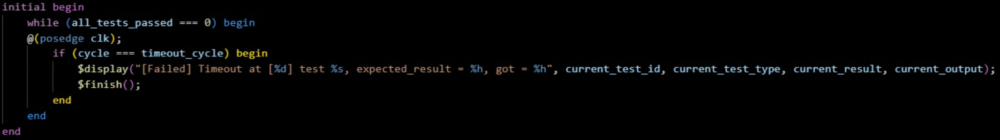 initial begin
    while (all_tests_passed === 0) begin
    @(posedge clk);
        if (cycle === timeout_cycle) begin
            $display("[Failed] Timeout at [%d] test %s, expected_result = %h, got = %h", current_test_id, current_test_type, current_result, current_output);
            $finish();
        end
    end
end